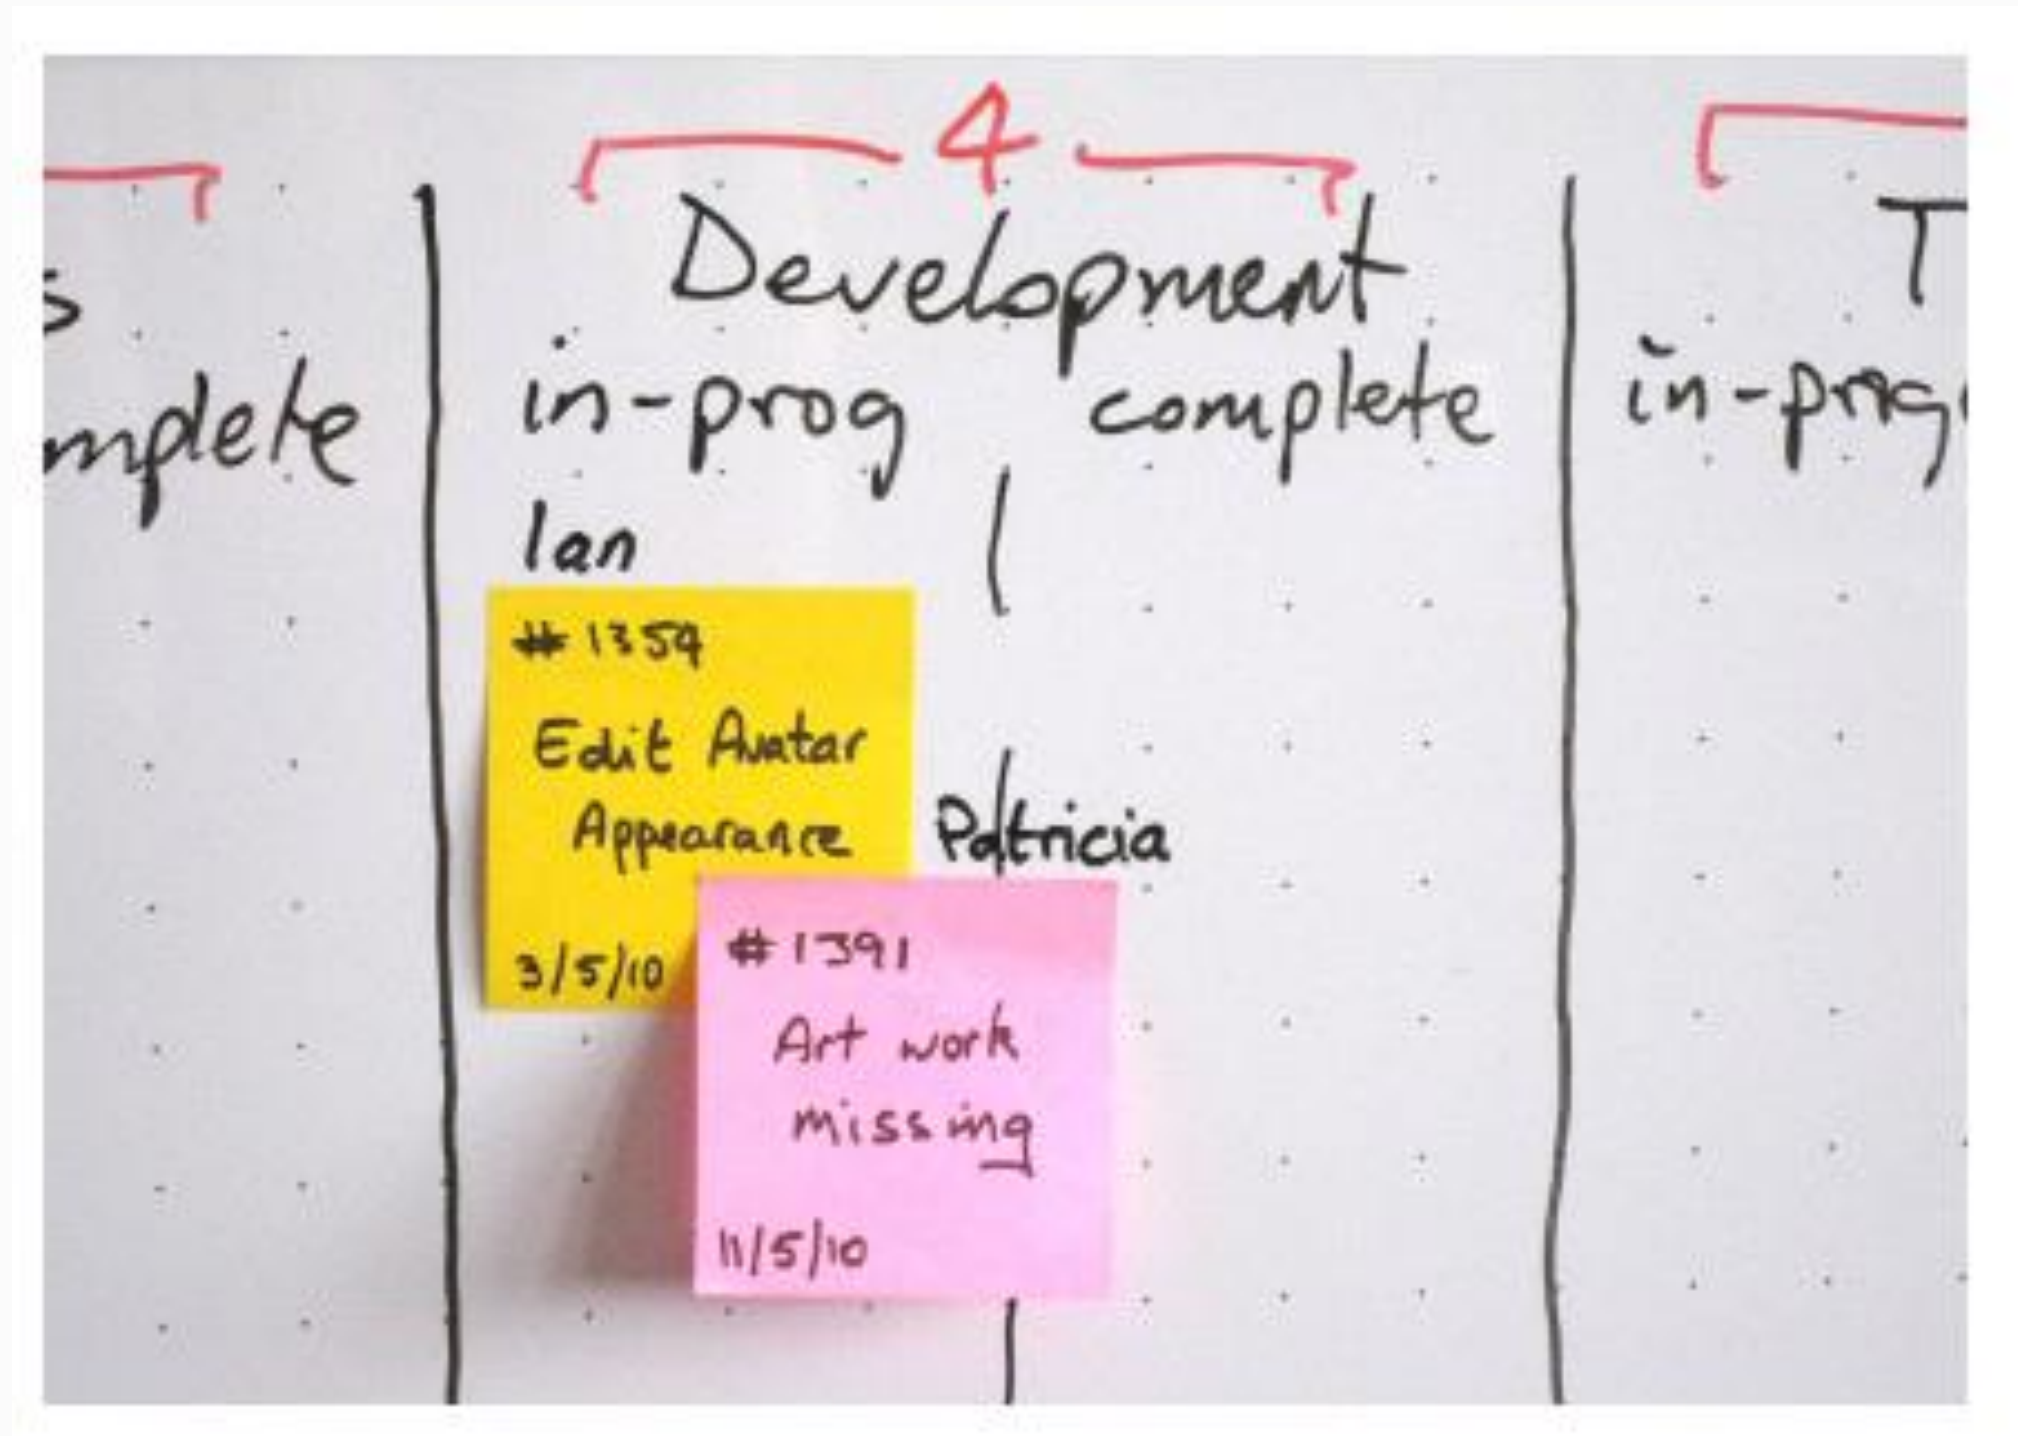 4
Development
in-prog complete
mplete
in-prog
Ian
#1354
Edit Avatar
Appearance
3/5/10
Patricia
#1391
Art work
missing
11/5/10
s
T